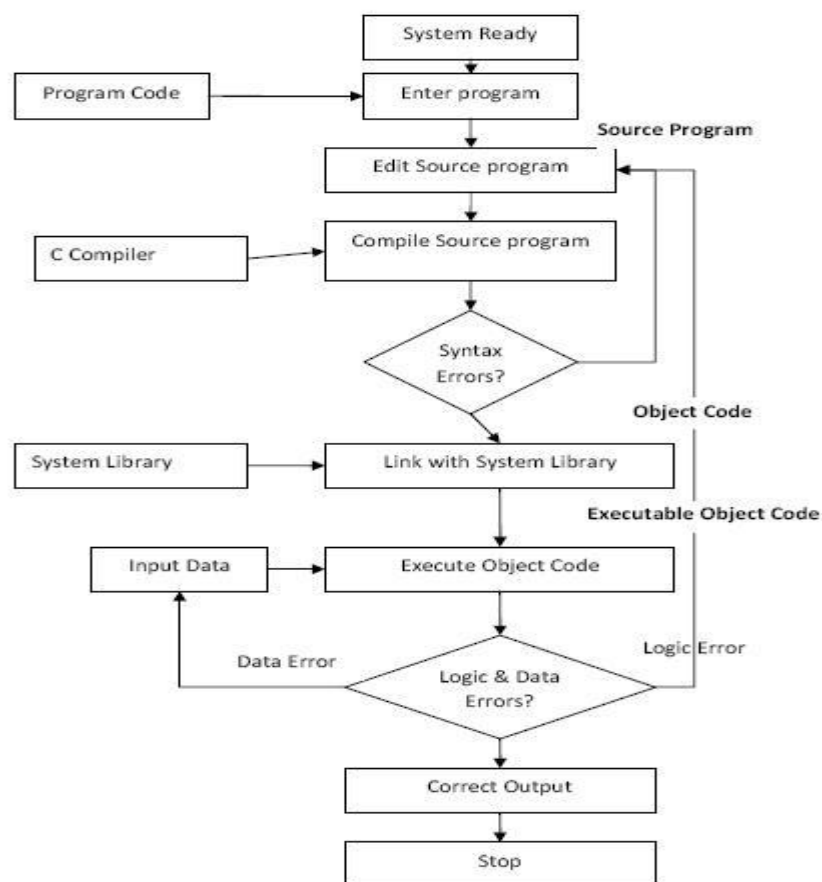 System Ready
Program Code
Enter program
Source Program
Edit Source program
Compile Source program
C Compiler
Syntax
Errors?
Object Code
System Library
Link with System Library
Executable Object Code
Input Data
Execute Object Code
Data Error
Logic Error
Logic & Data
Errors?
Correct Output
Stop